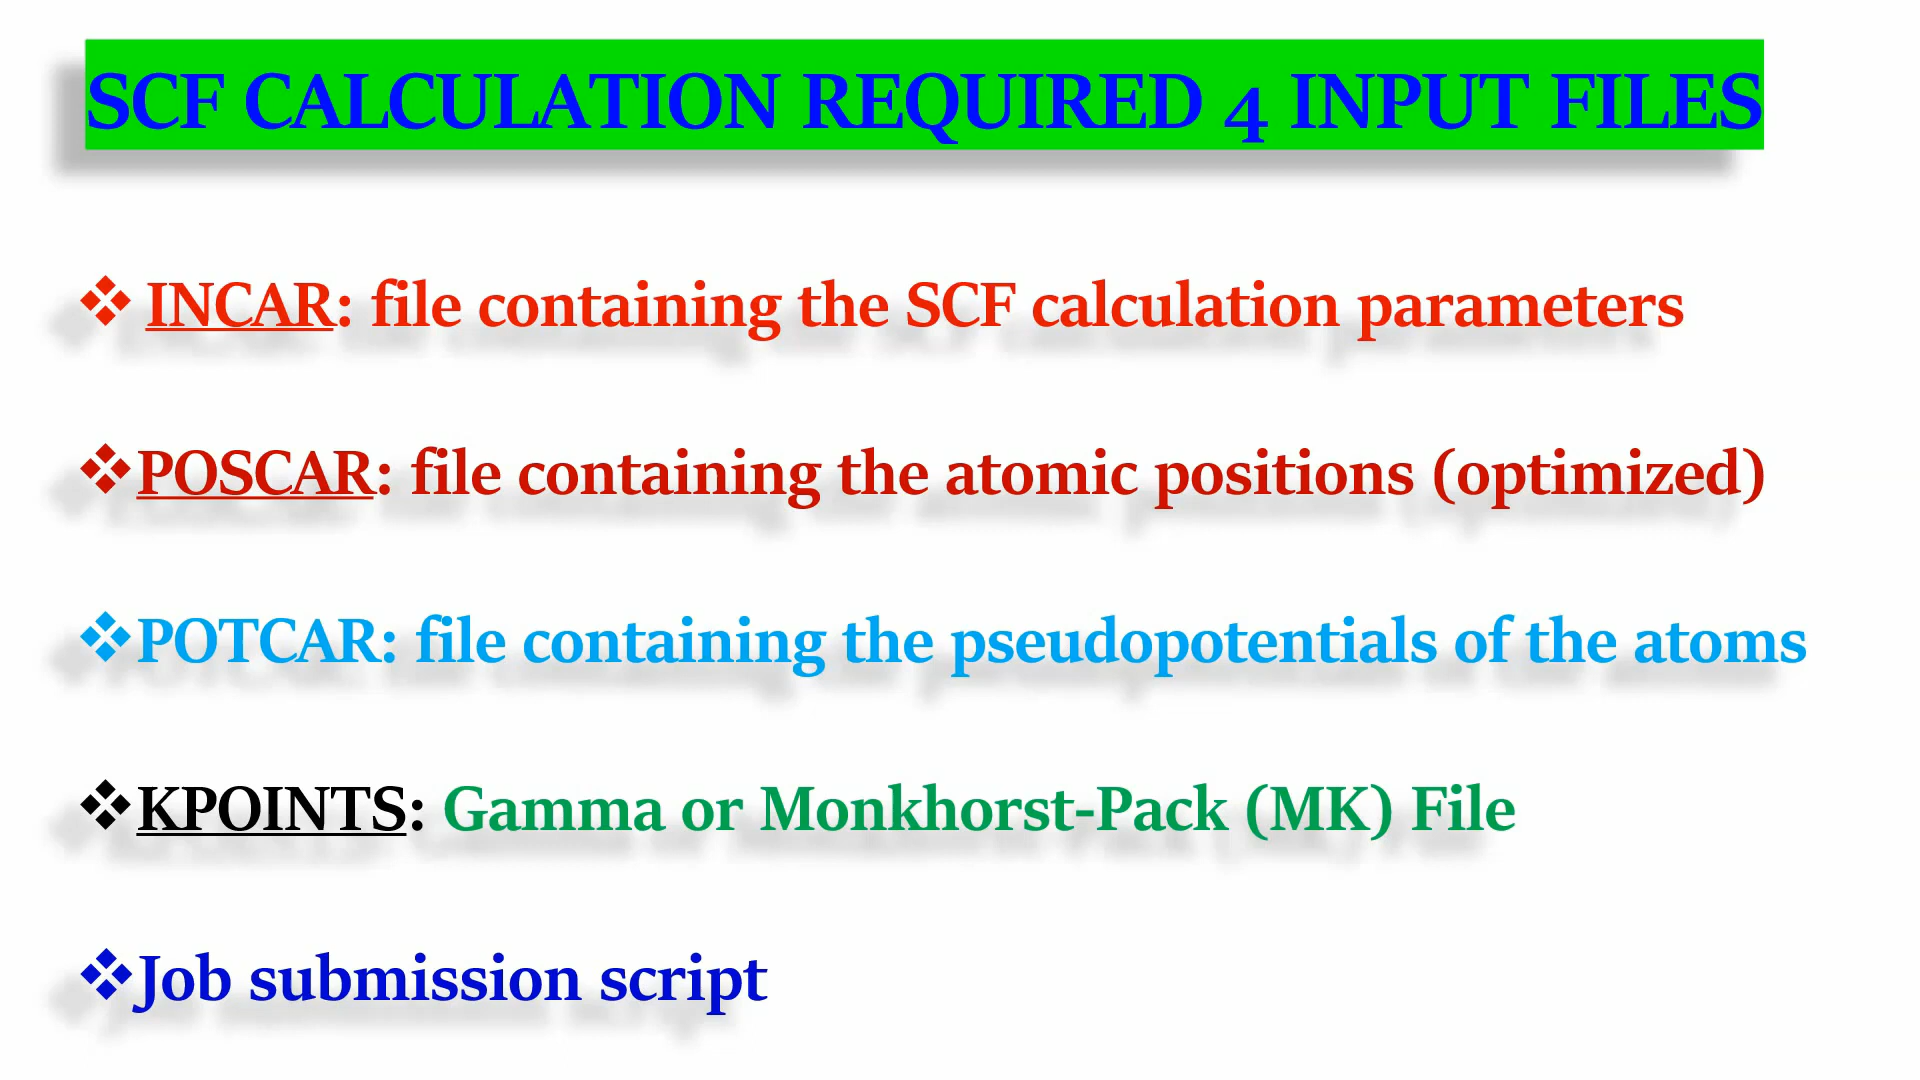 SCF CALCULATION REQUIRED 4 INPUT FILES
❖ INCAR: file containing the SCF calculation parameters
❖POSCAR: file containing the atomic positions (optimized)
❖POTCAR: file containing the pseudopotentials of the atoms
❖KPOINTS: Gamma or Monkhorst-Pack (MK) File
❖Job submission script